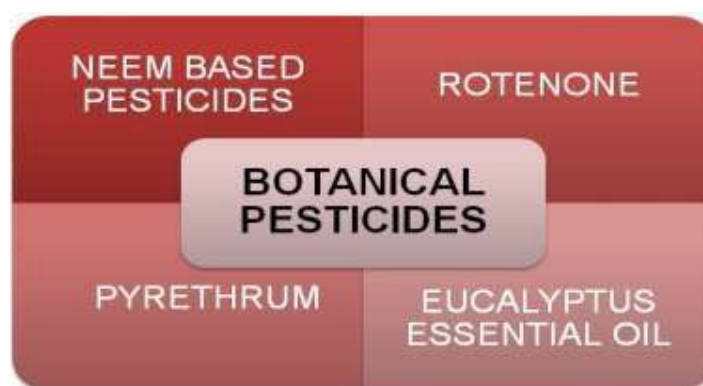 NEEM BASED
PESTICIDES
ROTENONE
BOTANICAL
PESTICIDES
PYRETHRUM
EUCALYPTUS
ESSENTIAL OIL